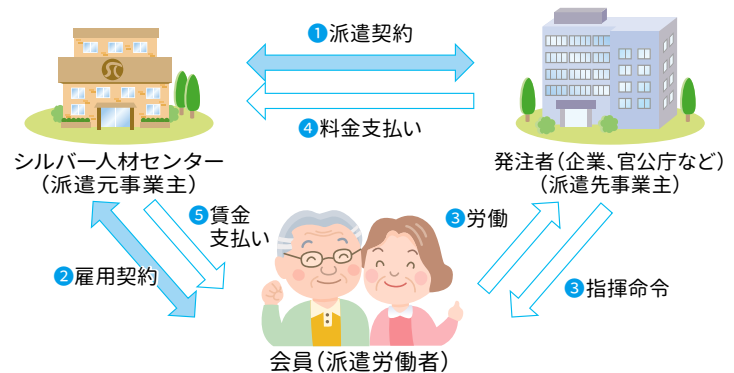 ❶派遣契約
❹料金支払い
シルバー人材センター
（派遣元事業主）
発注者（企業、官公庁など）
（派遣先事業主）
❺賃金
支払い
❸労働
❷雇用契約
❸指揮命令
会員（派遣労働者）